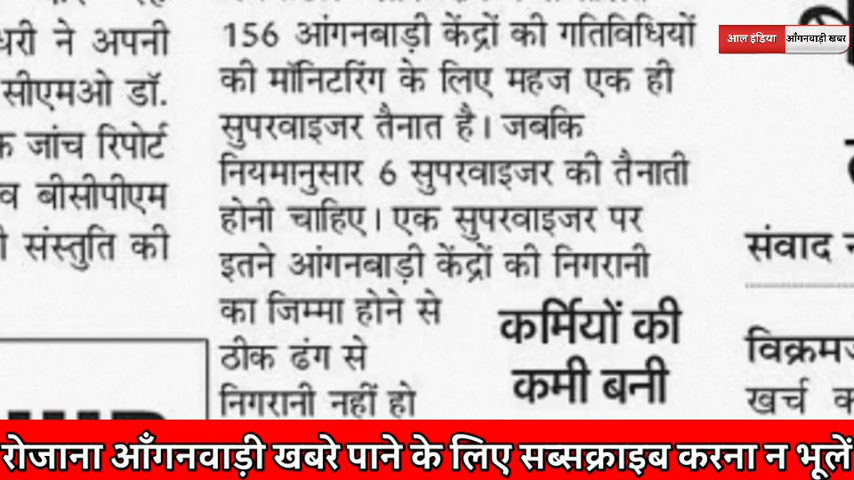 धरी ने अपनी
सीएमओ डॉ.
जांच रिपोर्ट
व बीसीपीएम
संस्तुति की
156 आंगनबाड़ी केंद्रों की गतिविधियों
की मॉनिटरिंग के लिए महज एक ही
सुपरवाइजर तैनात है। जबकि
नियमानुसार 6 सुपरवाइजर की तैनाती
होनी चाहिए। एक सुपरवाइजर पर
इतने आंगनबाड़ी केंद्रों की निगरानी
का जिम्मा होने से
ठीक ढंग से
निगरानी नहीं हो
कर्मियों की
कमी बनी
आल इंडिया आँगनवाड़ी खबर
संवाद
खर्च
रोजाना आँगनवाड़ी खबरे पाने के लिए सब्सक्राइब करना न भूलें